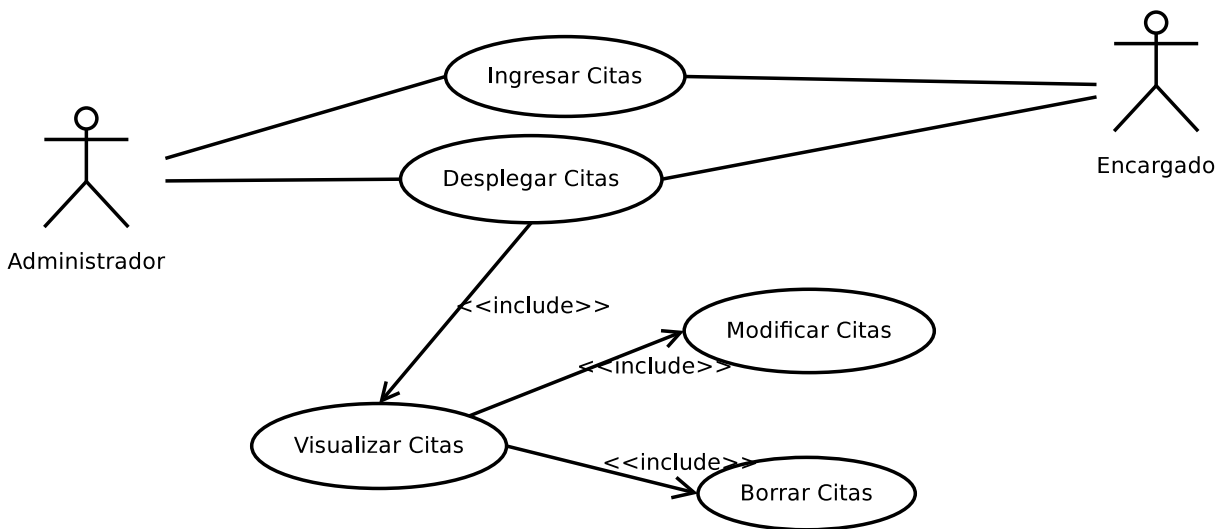 Ingresar Citas
Encargado
Desplegar Citas
Administrador
<<include>>
Modificar Citas
<<include>>
Visualizar Citas
<<include>>
Borrar Citas